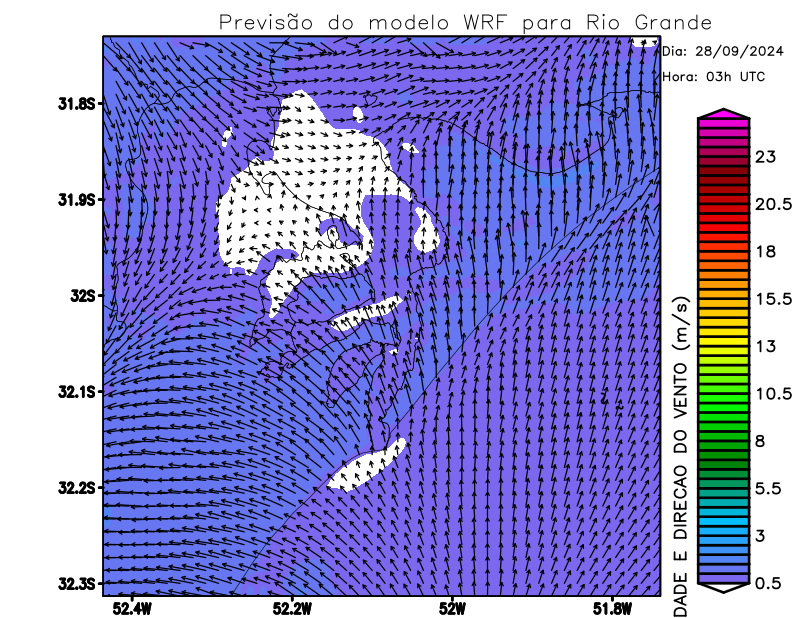 Previsão do modelo WRF para Rio Grande
Dia: 28/09/2024
Hora: 03h UTC
31.8S
31.9S
32S
32.1S
32.2S
32.3S
52.4W
52.2W
52W
51.8W
DADE E DIRECAO DO VENTO (m/s)
23
20.5
18
15.5
13
10.5
8
5.5
3
0.5